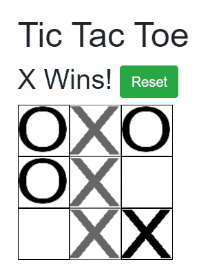 Tic Tac Toe
X Wins! Reset
O X O
O X
X X